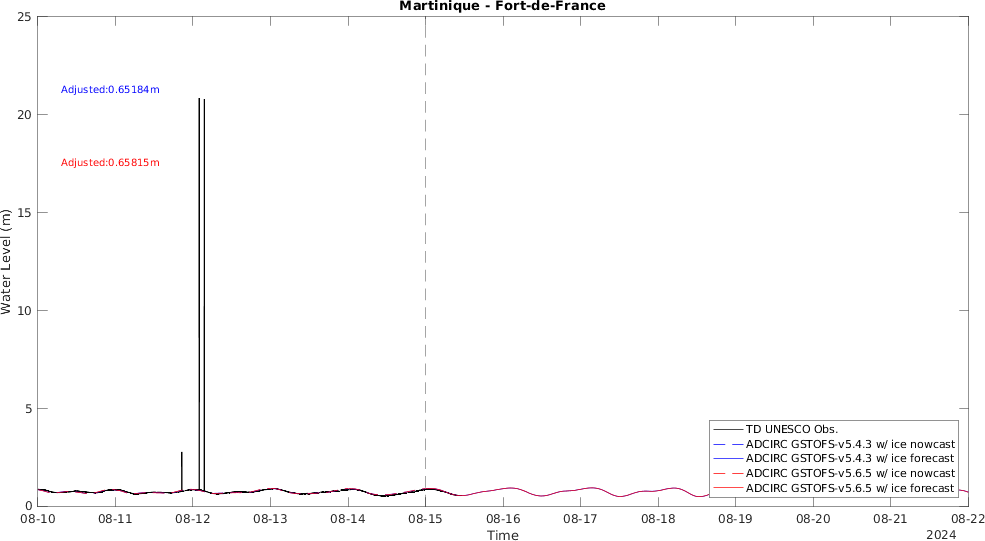 Martinique - Fort-de-France
25
20
15
10
5
0
Water Level (m)
Adjusted:0.65184m
Adjusted:0.65815m
TD UNESCO Obs.
ADCIRC GSTOFS-v5.4.3 w/ ice nowcast
ADCIRC GSTOFS-v5.4.3 w/ ice forecast
ADCIRC GSTOFS-v5.6.5 w/ ice nowcast
ADCIRC GSTOFS-v5.6.5 w/ ice forecast
08-10 08-11 08-12 08-13 08-14 08-15 08-16 08-17 08-18 08-19 08-20 08-21 08-22
Time
2024